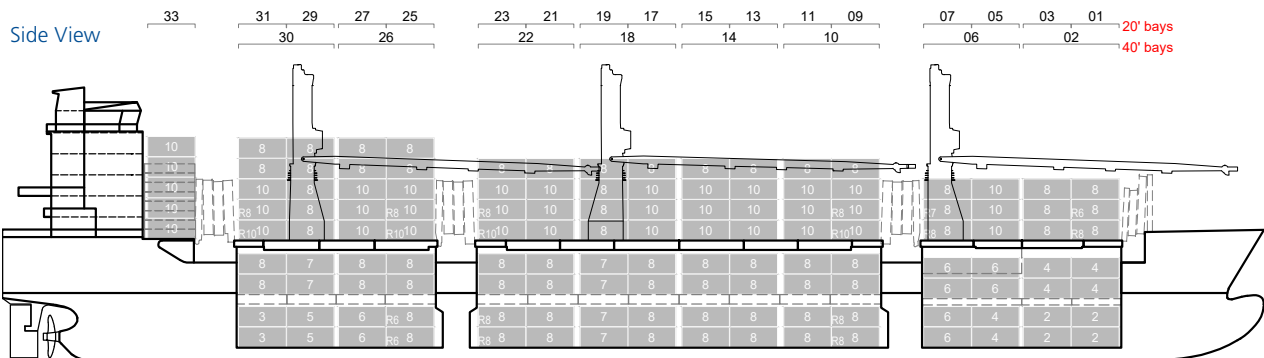 33 31 29 27 25 23 21 19 17 15 13 11 09 07 05 03 01 20' bays
Side View
30 26 22 18 14 10 06 02 40' bays
10 8 8 8 8
10 8 8 8 8 8 8 8 8 8 8 8 8
10 10 8 10 10 10 10 8 10 10 10 10 10 8 10 8 8
10 R8 10 8 10 R8 10 R8 10 10 8 10 10 10 10 R8 10 R7 8 10 8 R6 8
10 R10 10 8 10 R10 10 R10 10 10 8 10 10 10 10 R10 10 R8 8 10 8 R8 8
8 7 8 8 8 8 7 8 8 8 8 8 6 6 4 4
8 7 8 8 8 8 7 8 8 8 8 8 6 6 4 4
3 5 6 R6 8 R8 8 8 7 8 8 8 8 R8 8 6 4 2 2
3 5 6 R6 8 R8 8 8 7 8 8 8 8 R8 8 6 4 2 2